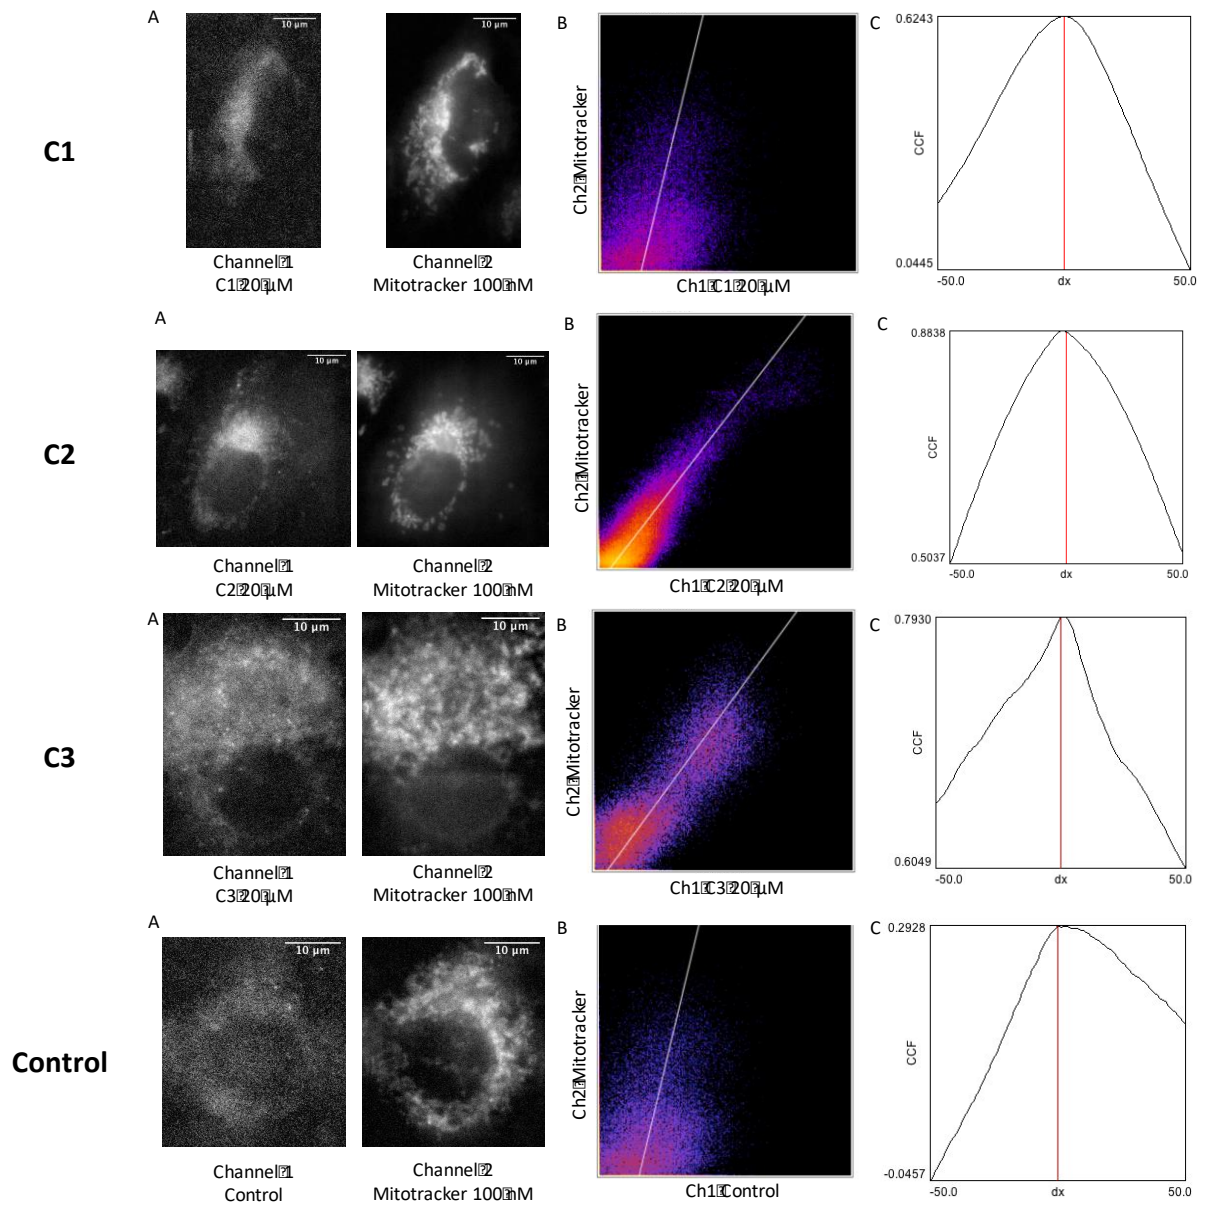 A
10 µm
10 µm
B
C
C1
Channel 1
C1 20 µM
Channel 2
Mitotracker 100 nM
Ch2 Mitotracker
Ch1 C1 20 µM
0.6243
CCF
0.0445
-50.0
dx
50.0
A
10 µm
10 µm
B
C
C2
Channel 1
C2 20 µM
Channel 2
Mitotracker 100 nM
Ch2 Mitotracker
Ch1 C2 20 µM
0.8838
CCF
0.5037
-50.0
dx
50.0
A
10 µm
10 µm
B
C
C3
Channel 1
C3 20 µM
Channel 2
Mitotracker 100 nM
Ch2 Mitotracker
Ch1 C3 20 µM
0.7930
CCF
0.6049
-50.0
dx
50.0
A
10 µm
10 µm
B
C
Control
Channel 1
Control
Channel 2
Mitotracker 100 nM
Ch2 Mitotracker
Ch1 Control
0.2928
CCF
-0.0457
-50.0
dx
50.0